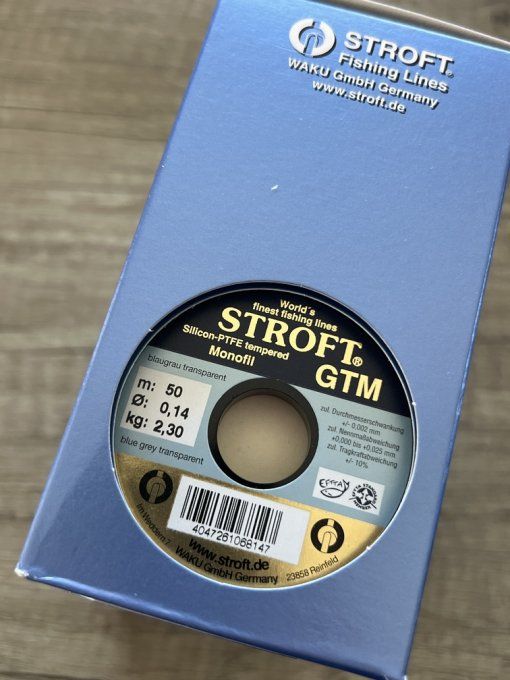 STROFT®
Fishing Lines
WAKU GmbH Germany
www.stroft.de
World´s
finest fishing lines
STROFT®
Silicon-PTFE tempered
Monofil
GTM
blaugrau transparent
m: 50
Ø: 0,14
kg: 2,30
blue grey transparent
zul. Durchmesserschwankung
+/- 0,002 mm
zul. Nennmaßabweichung
+0,000 bis +0,025 mm
zul. Tragkraftabweichung
+/- 10%
EFTTA
4047261068147
www.stroft.de
WAKU GmbH Germany
23858 Reinfeld